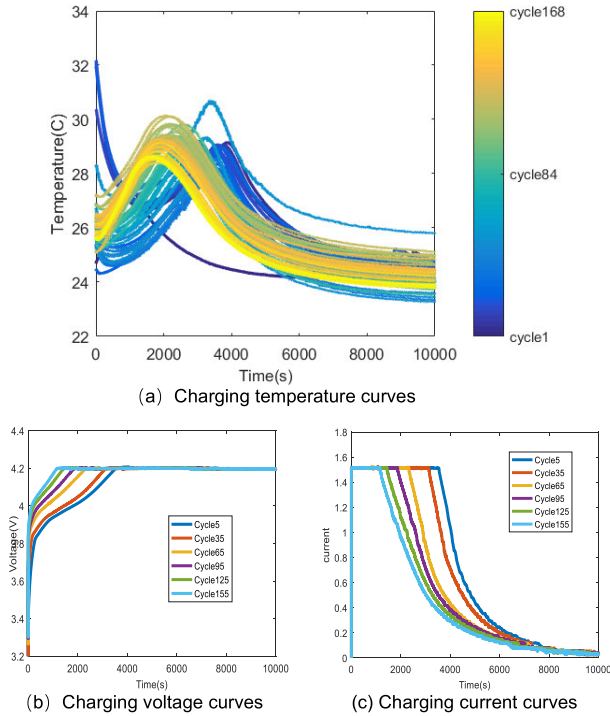 34
32
30
28
26
24
22
Temperature(C)
0 2000 4000 6000 8000 10000
Time(s)
cycle168
cycle84
cycle1
(a) Charging temperature curves
4.4
4.2
4
3.8
3.6
3.4
3.2
Voltage(V)
Cycle5
Cycle35
Cycle65
Cycle95
Cycle125
Cycle155
0 2000 4000 6000 8000 10000
Time(s)
(b) Charging voltage curves
1.8
1.6
1.4
1.2
1
0.8
0.6
0.4
0.2
0
current
Cycle5
Cycle35
Cycle65
Cycle95
Cycle125
Cycle155
0 2000 4000 6000 8000 10000
Time(s)
(c) Charging current curves